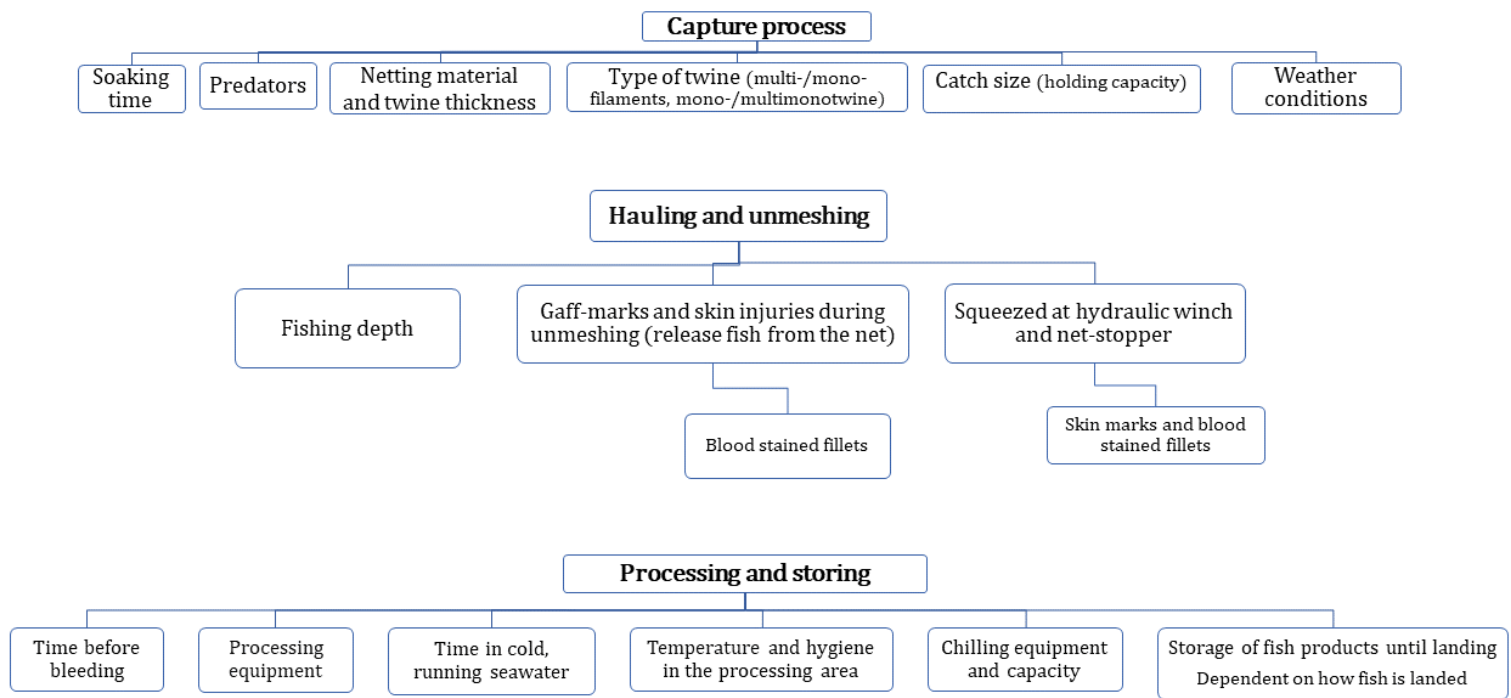 Capture process
Soaking
time
Predators
Netting material
and twine thickness
Type of twine (multi-/mono-
filaments, mono-/multimonotwine)
Catch size (holding capacity)
Weather
conditions
Hauling and unmeshing
Fishing depth
Gaff-marks and skin injuries during
unmeshing (release fish from the net)
Squeezed at hydraulic winch
and net-stopper
Blood stained fillets
Skin marks and blood
stained fillets
Processing and storing
Time before
bleeding
Processing
equipment
Time in cold,
running seawater
Temperature and hygiene
in the processing area
Chilling equipment
and capacity
Storage of fish products until landing
Dependent on how fish is landed